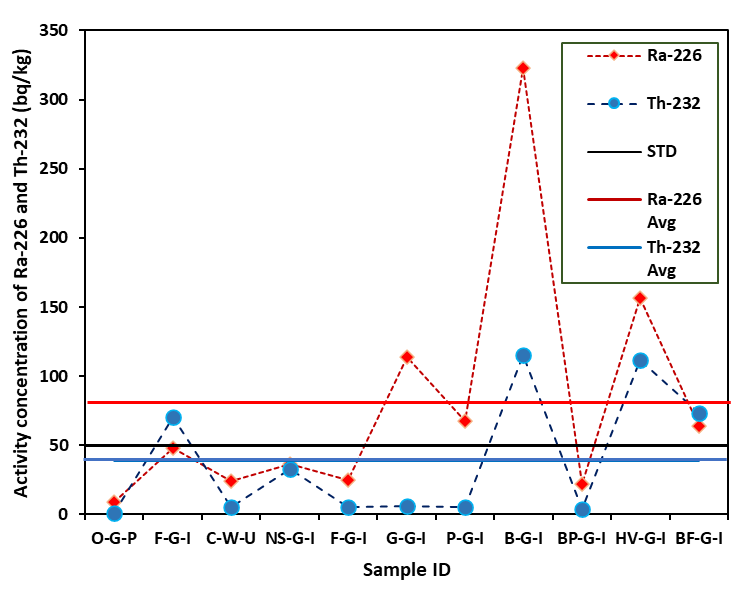 Activity concentration of Ra-226 and Th-232 (bq/kg)
350
300
250
200
150
100
50
0
Ra-226
Th-232
STD
Ra-226
Avg
Th-232
Avg
O-G-P F-G-I C-W-U NS-G-I F-G-I G-G-I P-G-I B-G-I BP-G-I HV-G-I BF-G-I
Sample ID